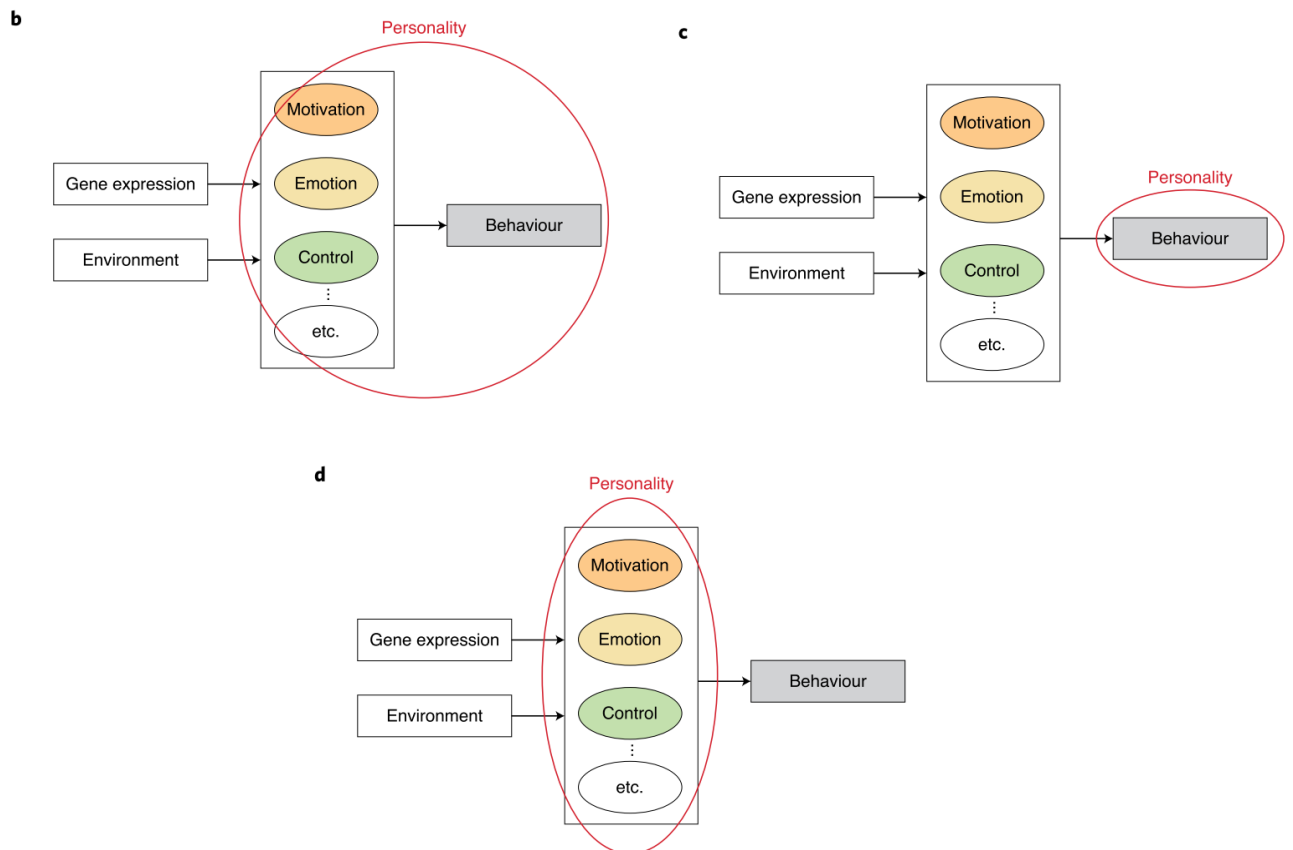 b
Personality
Motivation
Gene expression
Emotion
Behaviour
Environment
Control
etc.
c
Motivation
Personality
Gene expression
Emotion
Behaviour
Environment
Control
etc.
d
Personality
Motivation
Gene expression
Emotion
Behaviour
Environment
Control
etc.